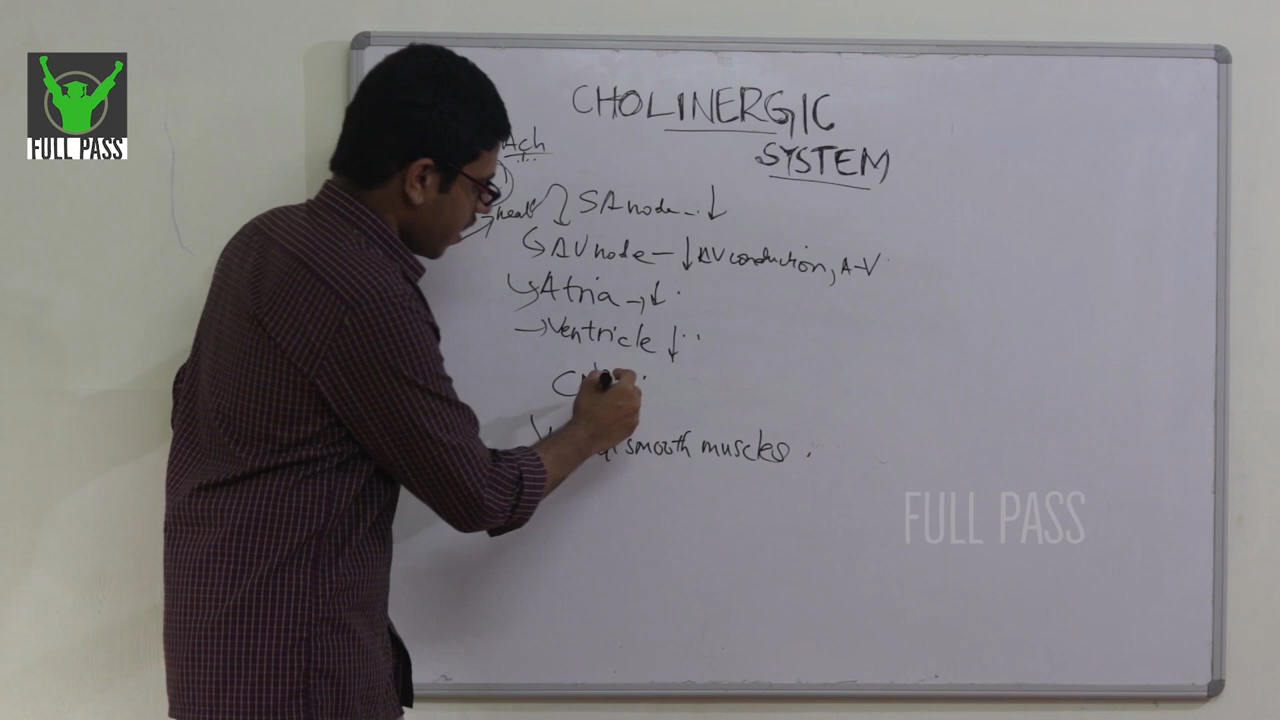 FULL PASS
CHOLINERGIC
SYSTEM
Ach
heart SA node - ↓
AV node - ↓ AV conduction, A-V
Atria → ↓
→ Ventricle ↓
smooth muscles.
FULL PASS